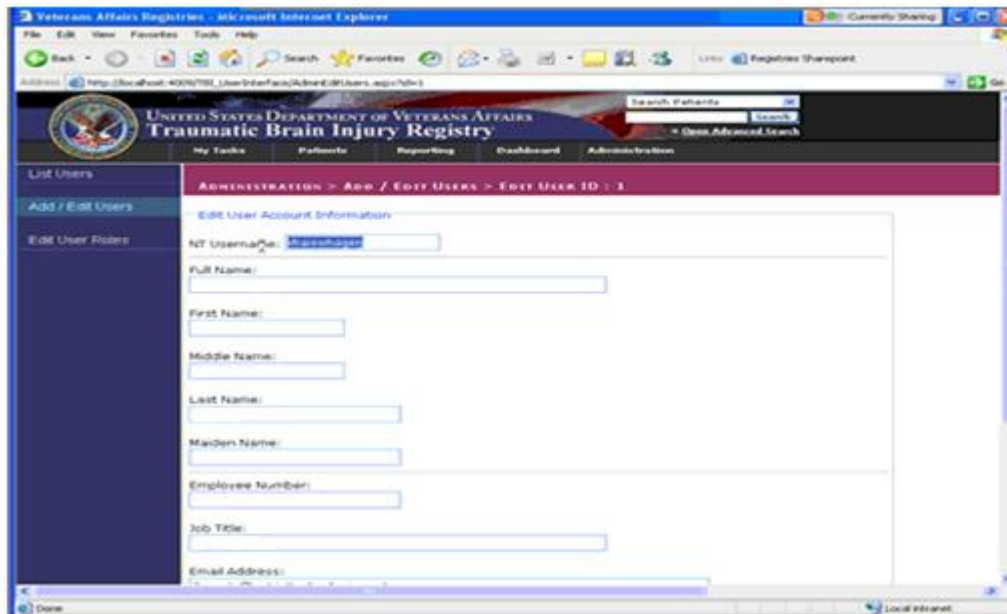 Veterans Affairs Registries - Microsoft Internet Explorer
Currently Sharing
File Edit View Favorites Tools Help
Back Search Favorites Links Registries Sharepoint
Address Go
Search Patients
UNITED STATES DEPARTMENT OF VETERANS AFFAIRS
Search
Traumatic Brain Injury Registry
Open Advanced Search
My Tasks Patients Reporting Dashboard Administration
List Users
ADMINISTRATION > ADD / EDIT USERS > EDIT USER ID : 1
Add / Edit Users
Edit User Account Information
Edit User Roles
NT Username:
Full Name:
First Name:
Middle Name:
Last Name:
Maiden Name:
Employee Number:
Job Title:
Email Address:
Done
Local intranet